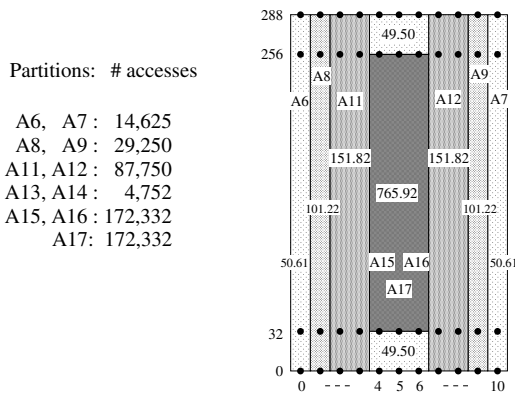 Partitions: # accesses
A6, A7 : 14,625
A8, A9 : 29,250
A11, A12 : 87,750
A13, A14 : 4,752
A15, A16 : 172,332
A17: 172,332
288
49.50
256
A8
A9
A6
A11
A12
A7
151.82
151.82
765.92
101.22
101.22
50.61
A15
A16
50.61
A17
32
49.50
0
0 - - - 4 5 6 - - - 10